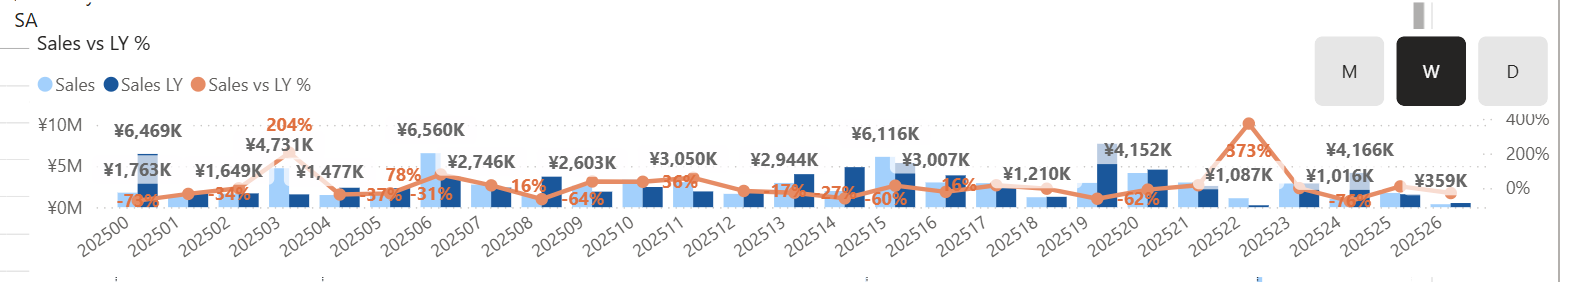 SA
Sales vs LY %
M W D
Sales Sales LY Sales vs LY %
¥10M ¥6,469K 204% ¥4,731K ¥6,560K ¥6,116K 400%
¥5M ¥1,763K ¥1,649K ¥1,477K 78% ¥2,746K ¥2,603K ¥3,050K ¥2,944K ¥3,007K ¥1,210K ¥4,152K 373% ¥1,087K ¥1,016K ¥4,166K ¥359K 200%
-34% -37% -31% 16% -64% 36% 17% -27% -60% 16% -62% -76% 0%
¥0M
202500 202501 202502 202503 202504 202505 202506 202507 202508 202509 202510 202511 202512 202513 202514 202515 202516 202517 202518 202519 202520 202521 202522 202523 202524 202525 202526